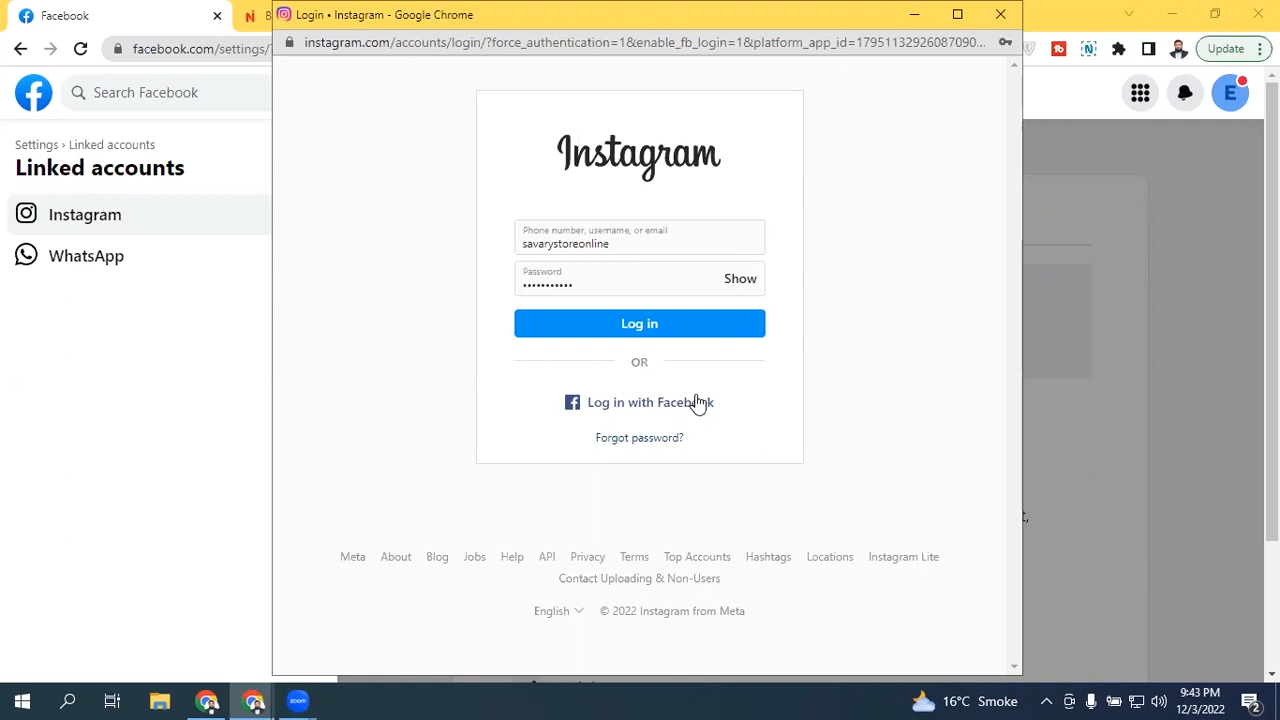 Facebook
Login • Instagram - Google Chrome
facebook.com/settings/
instagram.com/accounts/login/?force_authentication=1&enable_fb_login=1&platform_app_id=17951132926087090...
Update
Search Facebook
E
Settings › Linked accounts
Linked accounts
Instagram
WhatsApp
Instagram
Phone number, username, or email
savarystoreonline
Password
•••••••••••
Show
Log in
OR
Log in with Facebook
Forgot password?
Meta About Blog Jobs Help API Privacy Terms Top Accounts Hashtags Locations Instagram Lite
Contact Uploading & Non-Users
English © 2022 Instagram from Meta
zoom
16°C Smoke
9:43 PM
12/3/2022
2